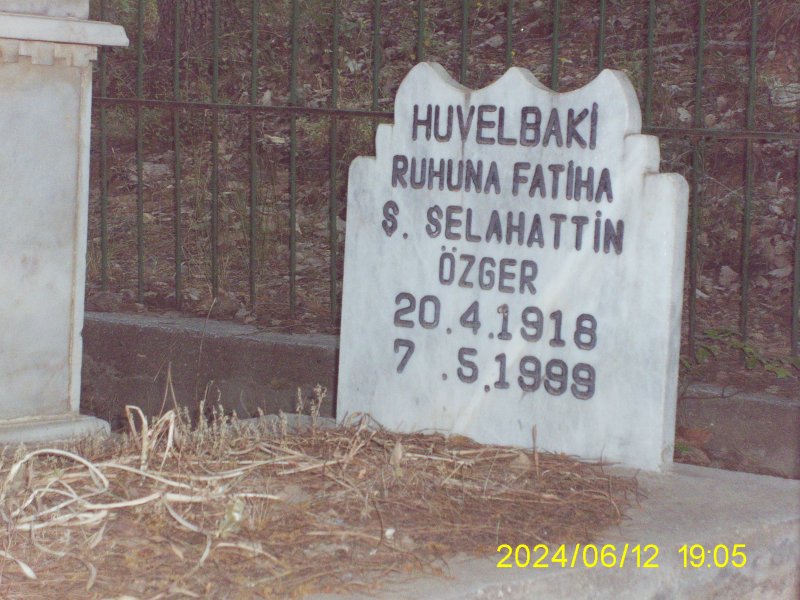 HUVELBAKİ
RUHUNA FATİHA
Ş. SELAHATTİN
ÖZGER
20.4.1918
7 .5.1999
2024/06/12 19:05